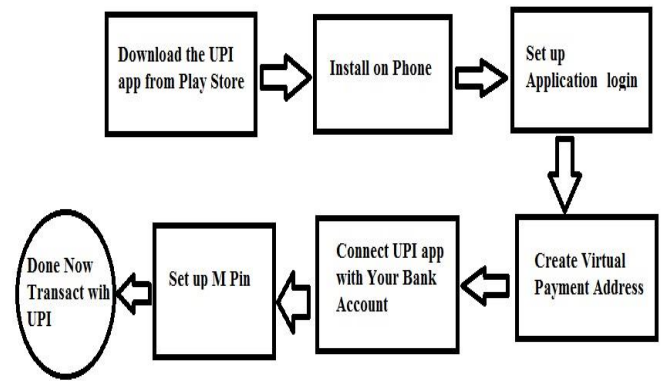 Download the UPI
app from Play Store
Install on Phone
Set up
Application login
Create Virtual
Payment Address
Connect UPI app
with Your Bank
Account
Set up M Pin
Done Now
Transact wih
UPI